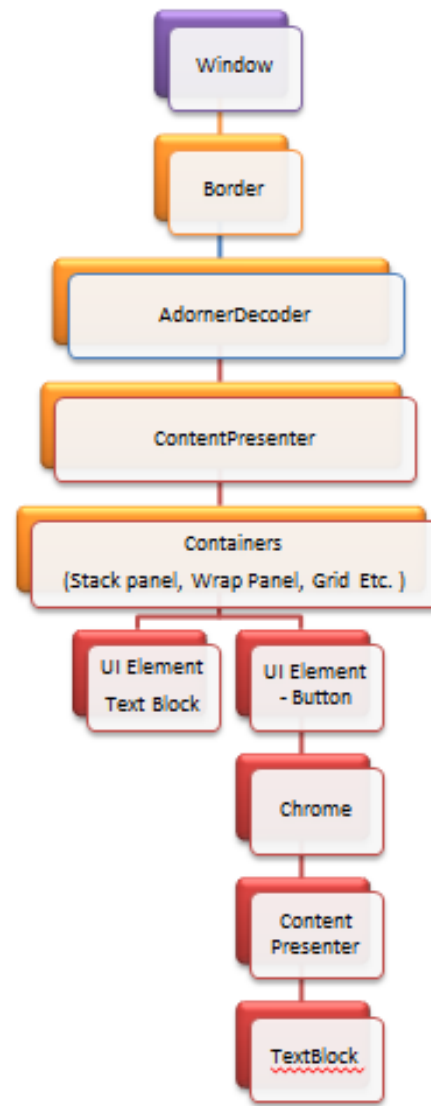 Window
Border
AdornerDecoder
ContentPresenter
Containers
(Stack panel, Wrap Panel, Grid Etc. )
UI Element
Text Block
UI Element
- Button
Chrome
Content
Presenter
TextBlock